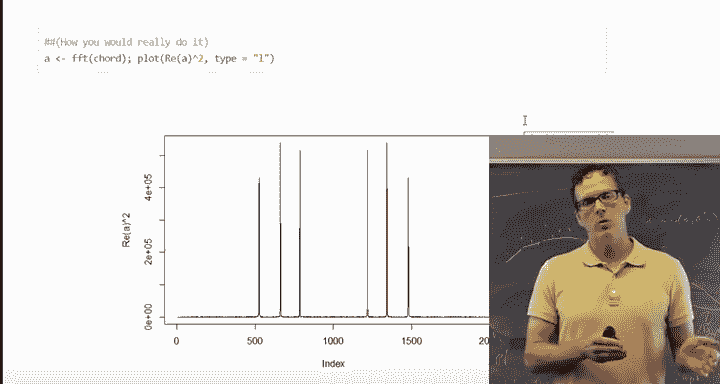 ##(How you would really do it)
a <- fft(chord); plot(Re(a)^2, type = "l")
Re(a)^2
4e+05
2e+05
0e+00
0
500
1000
1500
Index